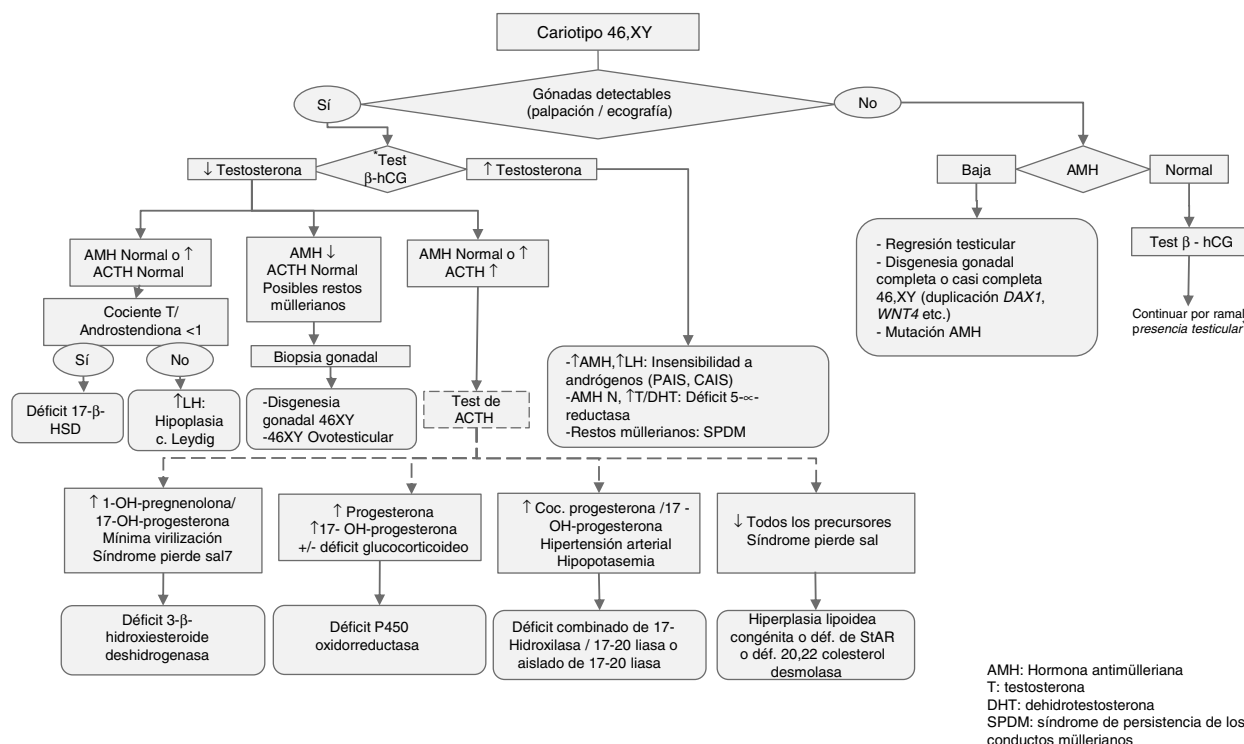 Cariotipo 46,XY
Gónadas detectables
(palpación / ecografía)
Sí
No
*Test
β-hCG
↓ Testosterona
↑ Testosterona
AMH
Baja
Normal
AMH Normal o ↑
ACTH Normal
AMH ↓
ACTH Normal
Posibles restos
müllerianos
AMH Normal o ↑
ACTH ↑
- Regresión testicular
- Disgenesia gonadal
completa o casi completa
46,XY (duplicación DAX1,
WNT4 etc.)
- Mutación AMH
Test β - hCG
Continuar por ramal
presencia testicular
Cociente T/
Androstendiona <1
Sí
No
Biopsia gonadal
Déficit 17-β-
HSD
↑LH:
Hipoplasia
c. Leydig
-Disgenesia
gonadal 46XY
-46XY Ovotesticular
Test de
ACTH
-↑AMH,↑LH: Insensibilidad a
andrógenos (PAIS, CAIS)
-AMH N, ↑T/DHT: Déficit 5-∝-
reductasa
-Restos müllerianos: SPDM
↑ 1-OH-pregnenolona/
17-OH-progesterona
Mínima virilización
Síndrome pierde sal7
↑ Progesterona
↑17- OH-progesterona
+/- déficit glucocorticoideo
↑ Coc. progesterona /17 -
OH-progesterona
Hipertensión arterial
Hipopotasemia
↓ Todos los precursores
Síndrome pierde sal
Déficit 3-β-
hidroxiesteroide
deshidrogenasa
Déficit P450
oxidorreductasa
Déficit combinado de 17-
Hidroxilasa / 17-20 liasa o
aislado de 17-20 liasa
Hiperplasia lipoidea
congénita o déf. de StAR
o déf. 20,22 colesterol
desmolasa
AMH: Hormona antimülleriana
T: testosterona
DHT: dehidrotestosterona
SPDM: síndrome de persistencia de los
conductos müllerianos